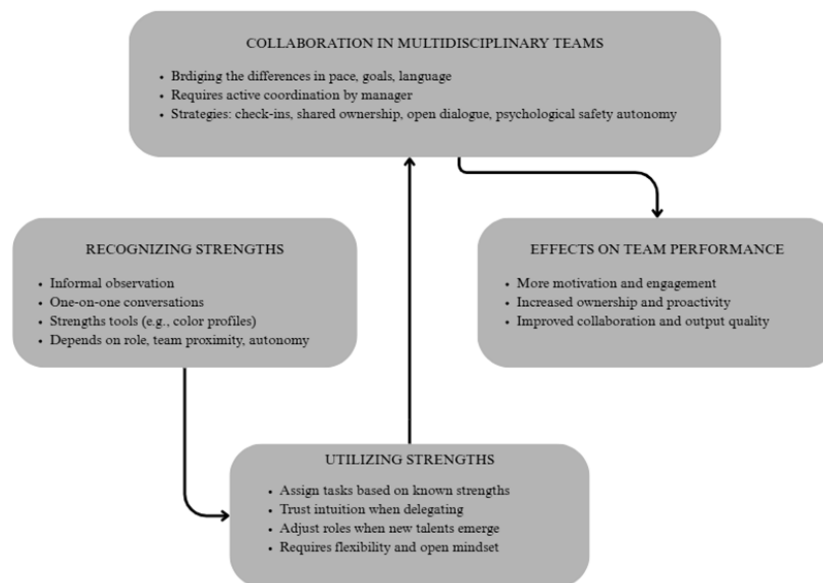 COLLABORATION IN MULTIDISCIPLINARY TEAMS
• Brdiging the differences in pace, goals, language
• Requires active coordination by manager
• Strategies: check-ins, shared ownership, open dialogue, psychological safety autonomy
RECOGNIZING STRENGTHS
• Informal observation
• One-on-one conversations
• Strengths tools (e.g., color profiles)
• Depends on role, team proximity, autonomy
EFFECTS ON TEAM PERFORMANCE
• More motivation and engagement
• Increased ownership and proactivity
• Improved collaboration and output quality
UTILIZING STRENGTHS
• Assign tasks based on known strengths
• Trust intuition when delegating
• Adjust roles when new talents emerge
• Requires flexibility and open mindset